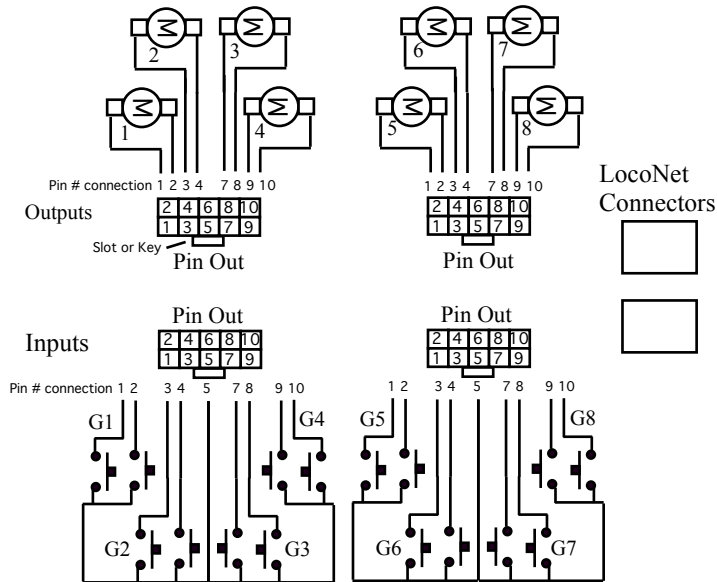 2 3 6 7
1 4 5 8
Pin # connection 1 2 3 4 7 8 9 10 1 2 3 4 7 8 9 10
LocoNet
Connectors
Outputs
2 4 6 8 10 2 4 6 8 10
1 3 5 7 9 1 3 5 7 9
Slot or Key
Pin Out Pin Out
Pin Out Pin Out
Inputs
2 4 6 8 10 2 4 6 8 10
1 3 5 7 9 1 3 5 7 9
Pin # connection 1 2 3 4 5 7 8 9 10 1 2 3 4 5 7 8 9 10
G1 G4 G5 G8
G2 G3 G6 G7
M M M M
M M M M